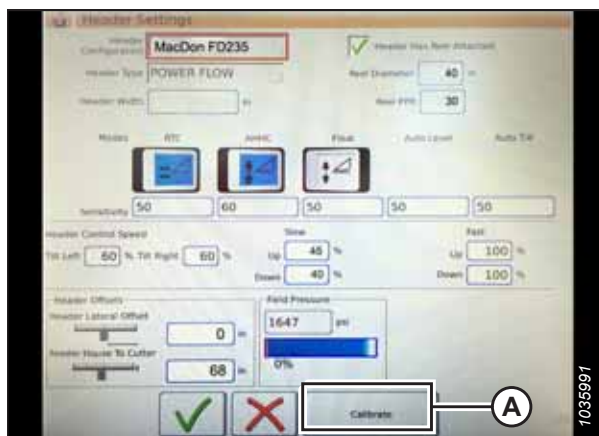 Header Settings
Header Configuration MacDon FD235 Header Has Reel Attached
Header Type POWER FLOW Reel Diameter 40 in
Header Width in Reel PPR 30
Modes RTC AHHC Float Auto Level Auto Tilt
Sensitivity 50 60 50 50 50
Header Control Speed Slow Fast
Tilt Left 60 % Tilt Right 60 % Up 45 % Up 100 %
Down 40 % Down 100 %
Header Offsets Field Pressure
Header Lateral Offset 0 in 1647 psi
Feeder House To Cutter 68 in 0%
Calibrate A
1035991